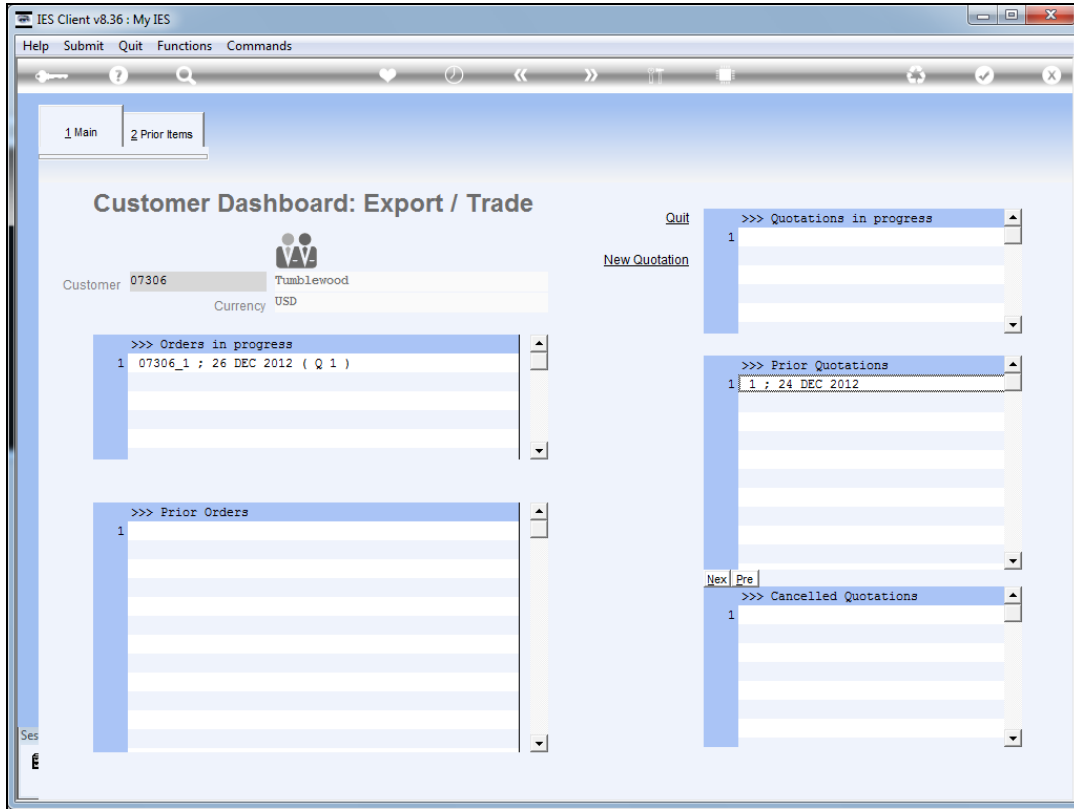 IES Client v8.36 : My IES
Help Submit Quit Functions Commands
1 Main
2 Prior Items
Customer Dashboard: Export / Trade
Customer 07306 Tumblewood
Currency USD
>>> Orders in progress
1 07306_1 ; 26 DEC 2012 ( Q 1 )
>>> Prior Orders
1
Quit
New Quotation
>>> Quotations in progress
1
>>> Prior Quotations
1 1 ; 24 DEC 2012
Nex Pre
>>> Cancelled Quotations
1
Ses